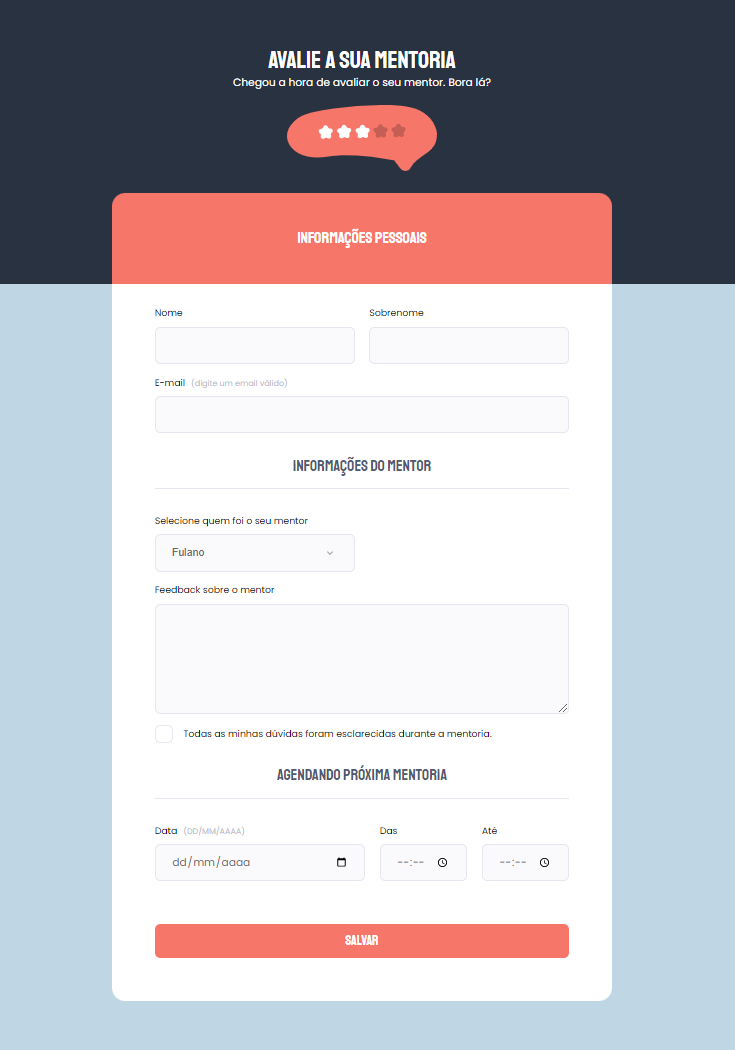 AVALIE A SUA MENTORIA
Chegou a hora de avaliar o seu mentor. Bora lá?
INFORMAÇÕES PESSOAIS
Nome Sobrenome
E-mail (digite um email válido)
INFORMAÇÕES DO MENTOR
Selecione quem foi o seu mentor
Fulano
Feedback sobre o mentor
Todas as minhas dúvidas foram esclarecidas durante a mentoria.
AGENDANDO PRÓXIMA MENTORIA
Data (DD/MM/AAAA) Das Até
dd/mm/aaaa --:-- --:--
SALVAR